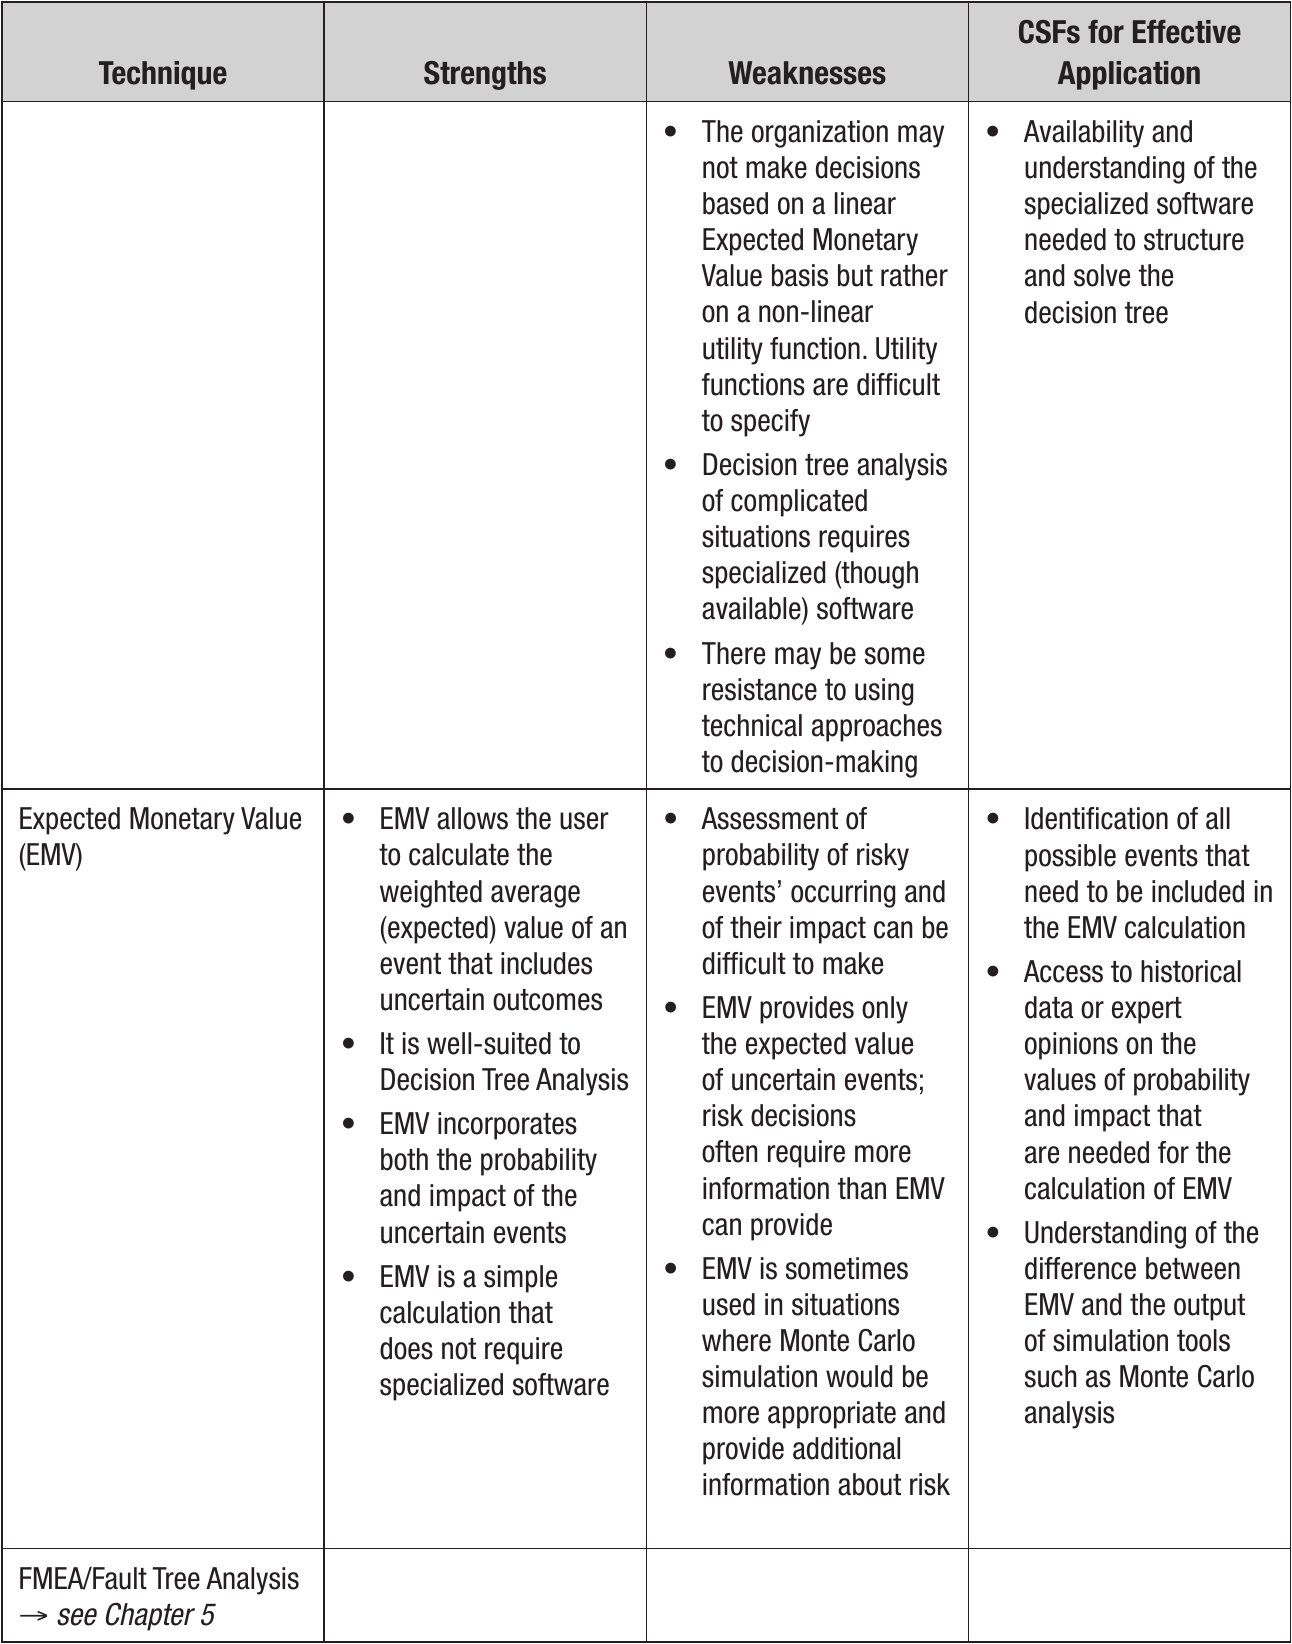 Technique
Strengths
Weaknesses
CSFs for Effective
Application
• The organization may
not make decisions
based on a linear
Expected Monetary
Value basis but rather
on a non-linear
utility function. Utility
functions are difficult
to specify
• Decision tree analysis
of complicated
situations requires
specialized (though
available) software
• There may be some
resistance to using
technical approaches
to decision-making
• Availability and
understanding of the
specialized software
needed to structure
and solve the
decision tree
Expected Monetary Value
(EMV)
• EMV allows the user
to calculate the
weighted average
(expected) value of an
event that includes
uncertain outcomes
• It is well-suited to
Decision Tree Analysis
• EMV incorporates
both the probability
and impact of the
uncertain events
• EMV is a simple
calculation that
does not require
specialized software
• Assessment of
probability of risky
events’ occurring and
of their impact can be
difficult to make
• EMV provides only
the expected value
of uncertain events;
risk decisions
often require more
information than EMV
can provide
• EMV is sometimes
used in situations
where Monte Carlo
simulation would be
more appropriate and
provide additional
information about risk
• Identification of all
possible events that
need to be included in
the EMV calculation
• Access to historical
data or expert
opinions on the
values of probability
and impact that
are needed for the
calculation of EMV
• Understanding of the
difference between
EMV and the output
of simulation tools
such as Monte Carlo
analysis
FMEA/Fault Tree Analysis
→ see Chapter 5